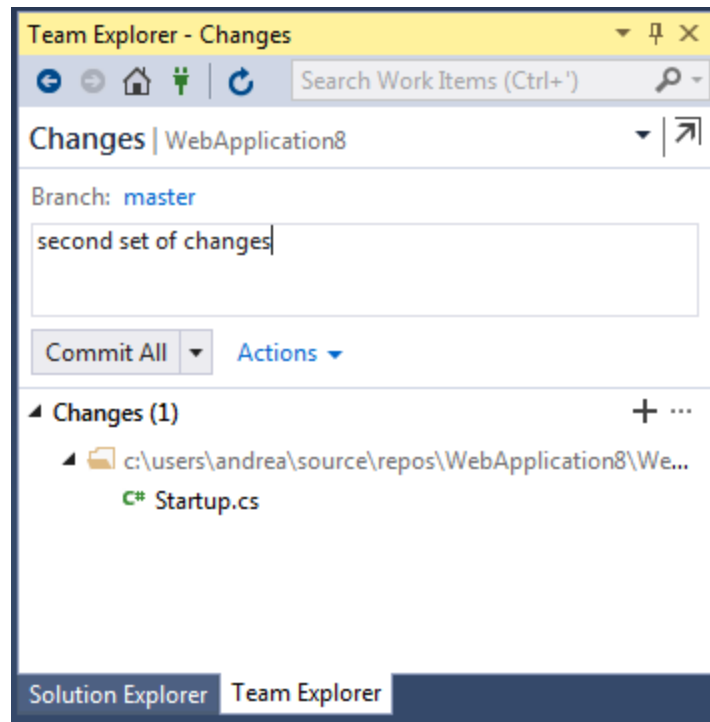 Team Explorer - Changes
Search Work Items (Ctrl+')
Changes | WebApplication8
Branch: master
second set of changes
Commit All Actions
Changes (1)
c:\users\andrea\source\repos\WebApplication8\We...
C# Startup.cs
Solution Explorer Team Explorer